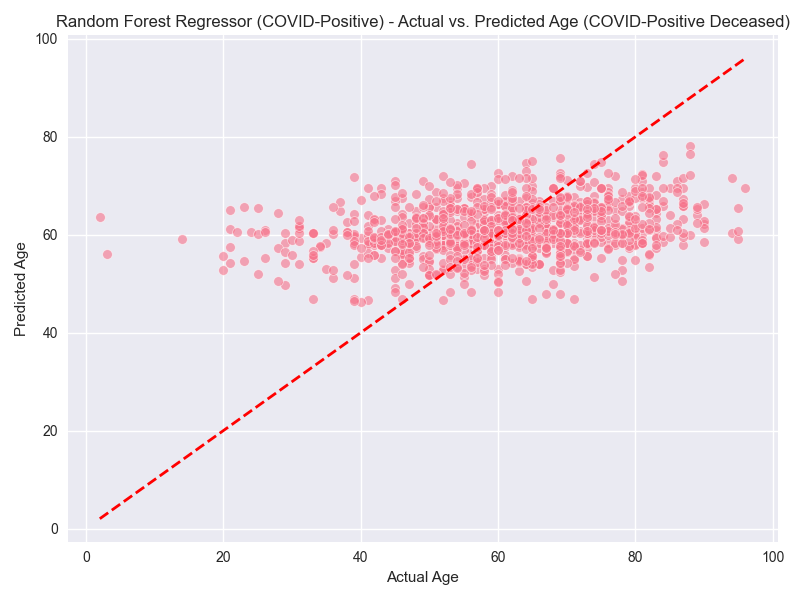 Random Forest Regressor (COVID-Positive) - Actual vs. Predicted Age (COVID-Positive Deceased)
100
80
60
40
20
0
Predicted Age
0 20 40 60 80 100
Actual Age